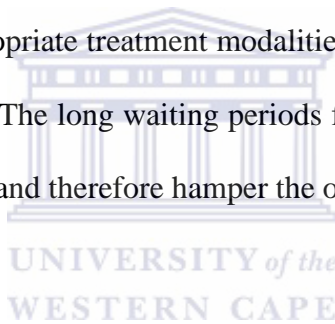 opriate treatment modalitie
The long waiting periods f
and therefore hamper the o
UNIVERSITY of the
WESTERN CAPE